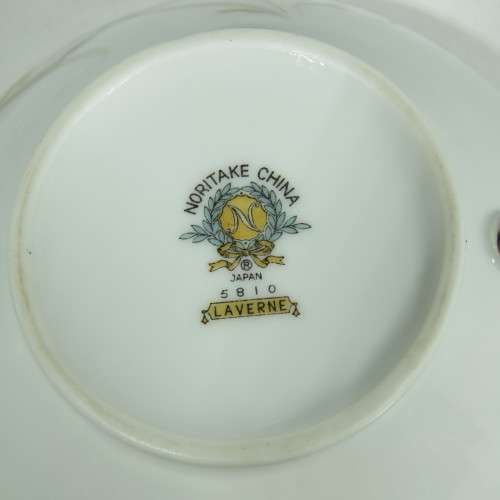 NORITAKE CHINA
N
®
JAPAN
5810
LAVERNE